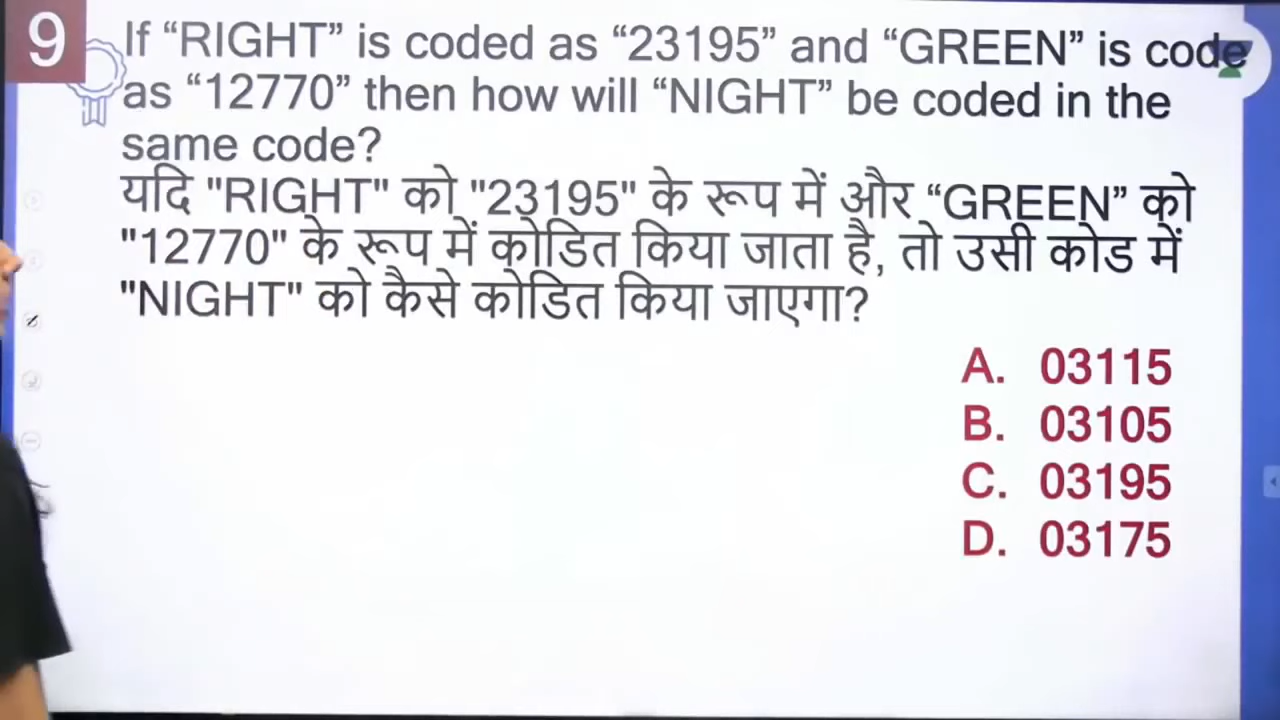 9
If “RIGHT” is coded as “23195” and “GREEN” is code
as “12770” then how will “NIGHT” be coded in the
same code?
यदि "RIGHT" को "23195" के रूप में और “GREEN” को
"12770" के रूप में कोडित किया जाता है, तो उसी कोड में
"NIGHT" को कैसे कोडित किया जाएगा?
A. 03115
B. 03105
C. 03195
D. 03175